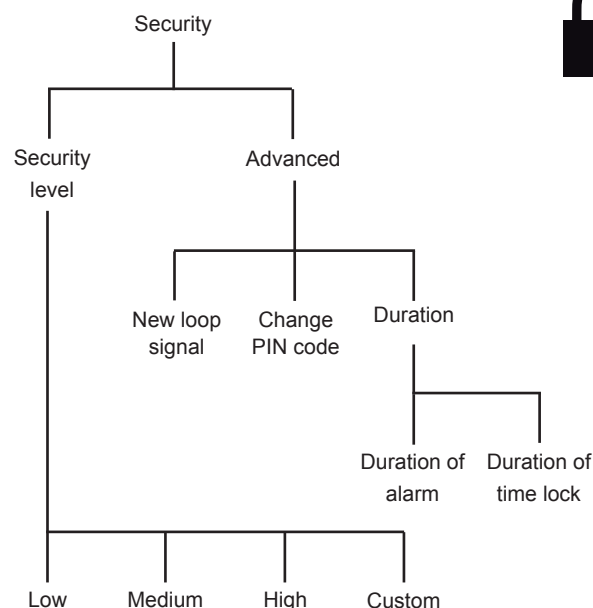 Security
Security
level
Advanced
New loop
signal
Change
PIN code
Duration
Duration of
alarm
Duration of
time lock
Low
Medium
High
Custom